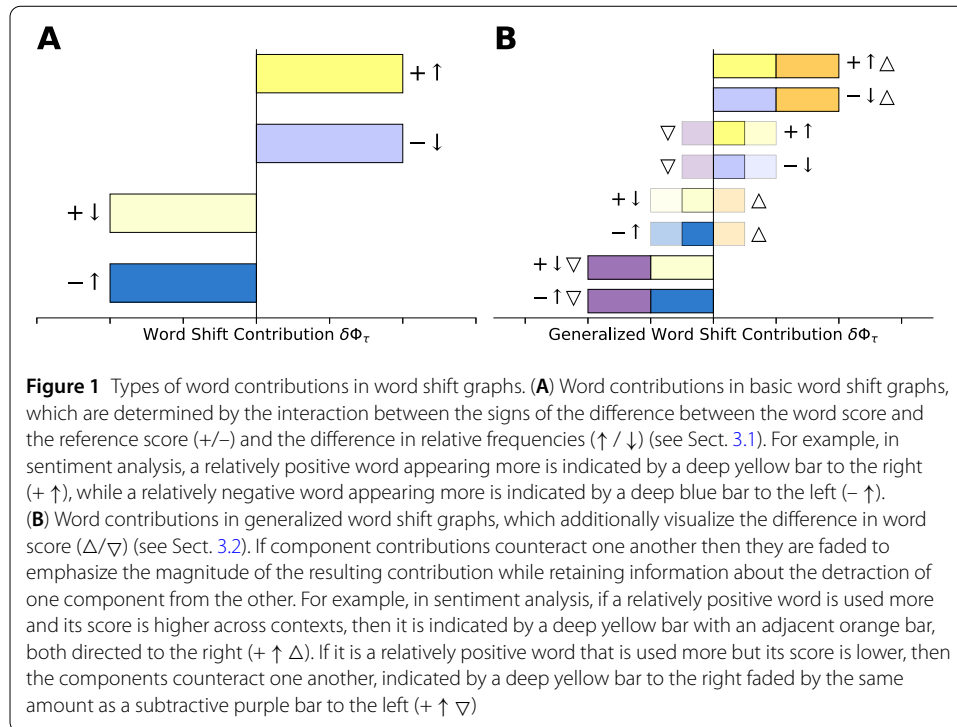 A
B
+ ↑
− ↓
+ ↓
− ↑
Word Shift Contribution δΦτ
+ ↑ △
− ↓ △
▽ + ↑
▽ − ↓
+ ↓ △
− ↑ △
+ ↓ ▽
− ↑ ▽
Generalized Word Shift Contribution δΦτ
Figure 1 Types of word contributions in word shift graphs. (A) Word contributions in basic word shift graphs,
which are determined by the interaction between the signs of the difference between the word score and
the reference score (+/–) and the difference in relative frequencies (↑ / ↓) (see Sect. 3.1). For example, in
sentiment analysis, a relatively positive word appearing more is indicated by a deep yellow bar to the right
(+ ↑), while a relatively negative word appearing more is indicated by a deep blue bar to the left (– ↑).
(B) Word contributions in generalized word shift graphs, which additionally visualize the difference in word
score (△/▽) (see Sect. 3.2). If component contributions counteract one another then they are faded to
emphasize the magnitude of the resulting contribution while retaining information about the detraction of
one component from the other. For example, in sentiment analysis, if a relatively positive word is used more
and its score is higher across contexts, then it is indicated by a deep yellow bar with an adjacent orange bar,
both directed to the right (+ ↑ △). If it is a relatively positive word that is used more but its score is lower, then
the components counteract one another, indicated by a deep yellow bar to the right faded by the same
amount as a subtractive purple bar to the left (+ ↑ ▽)